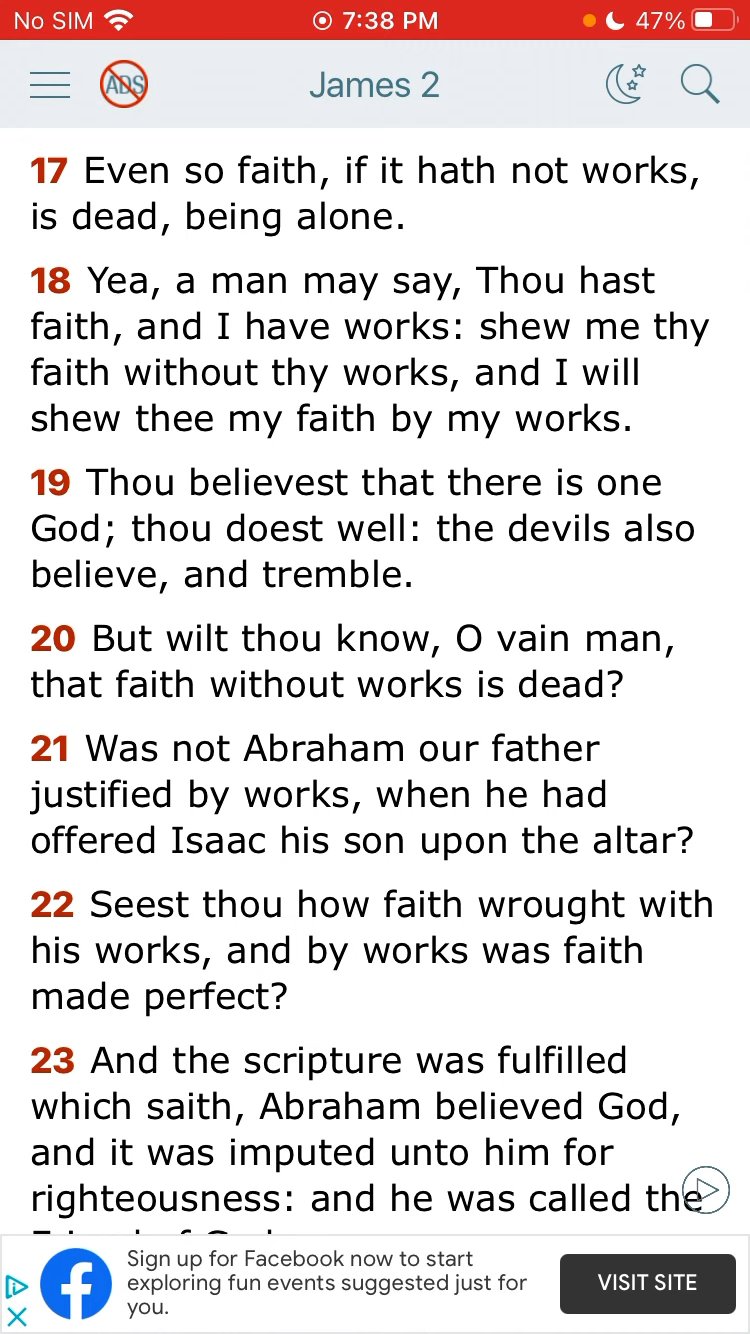 No SIM 7:38 PM 47%
ADS James 2
17 Even so faith, if it hath not works,
is dead, being alone.
18 Yea, a man may say, Thou hast
faith, and I have works: shew me thy
faith without thy works, and I will
shew thee my faith by my works.
19 Thou believest that there is one
God; thou doest well: the devils also
believe, and tremble.
20 But wilt thou know, O vain man,
that faith without works is dead?
21 Was not Abraham our father
justified by works, when he had
offered Isaac his son upon the altar?
22 Seest thou how faith wrought with
his works, and by works was faith
made perfect?
23 And the scripture was fulfilled
which saith, Abraham believed God,
and it was imputed unto him for
righteousness: and he was called the
Sign up for Facebook now to start
exploring fun events suggested just for
you.
VISIT SITE